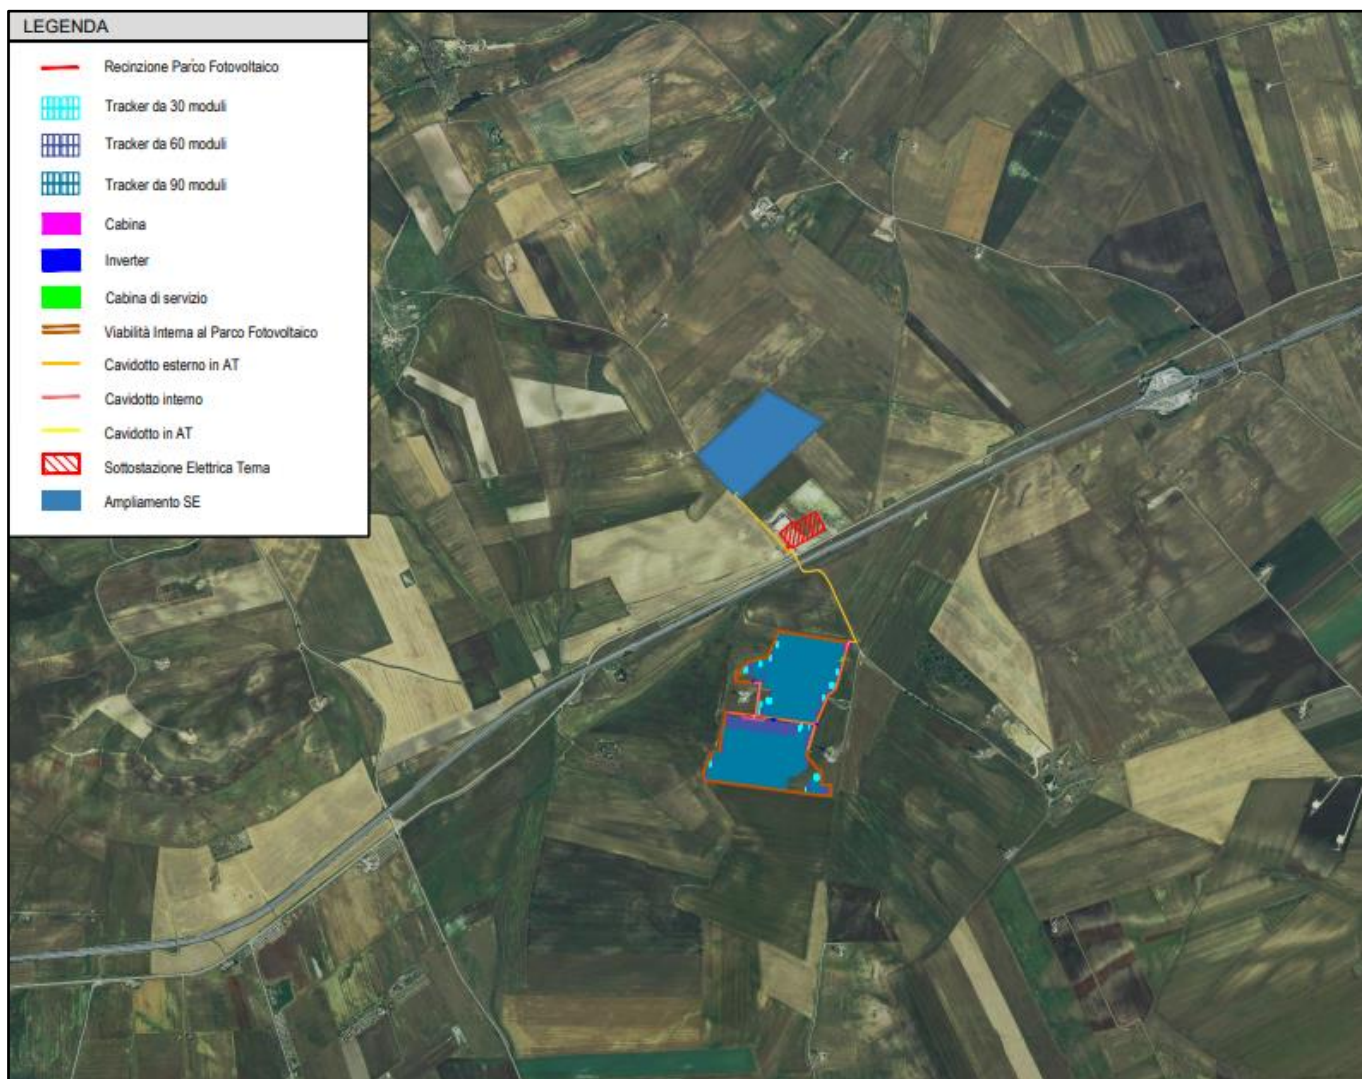 LEGENDA
Recinzione Parco Fotovoltaico
Tracker da 30 moduli
Tracker da 60 moduli
Tracker da 90 moduli
Cabina
Inverter
Cabina di servizio
Viabilità Interna al Parco Fotovoltaico
Cavidotto esterno in AT
Cavidotto interno
Cavidotto in AT
Sottostazione Elettrica Terna
Ampliamento SE